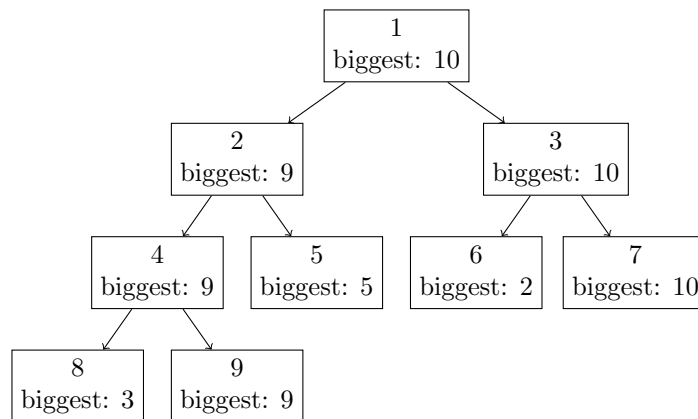 1
biggest: 10
2
biggest: 9
3
biggest: 10
4
biggest: 9
5
biggest: 5
6
biggest: 2
7
biggest: 10
8
biggest: 3
9
biggest: 9